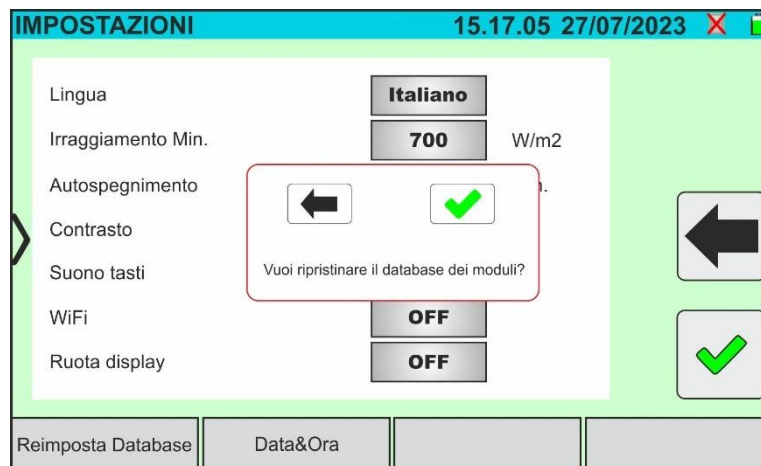 IMPOSTAZIONI 15.17.05 27/07/2023
Lingua Italiano
Irraggiamento Min. 700 W/m2
Autospegnimento
Contrasto
Suono tasti
Vuoi ripristinare il database dei moduli?
WiFi OFF
Ruota display OFF
Reimposta Database Data&Ora